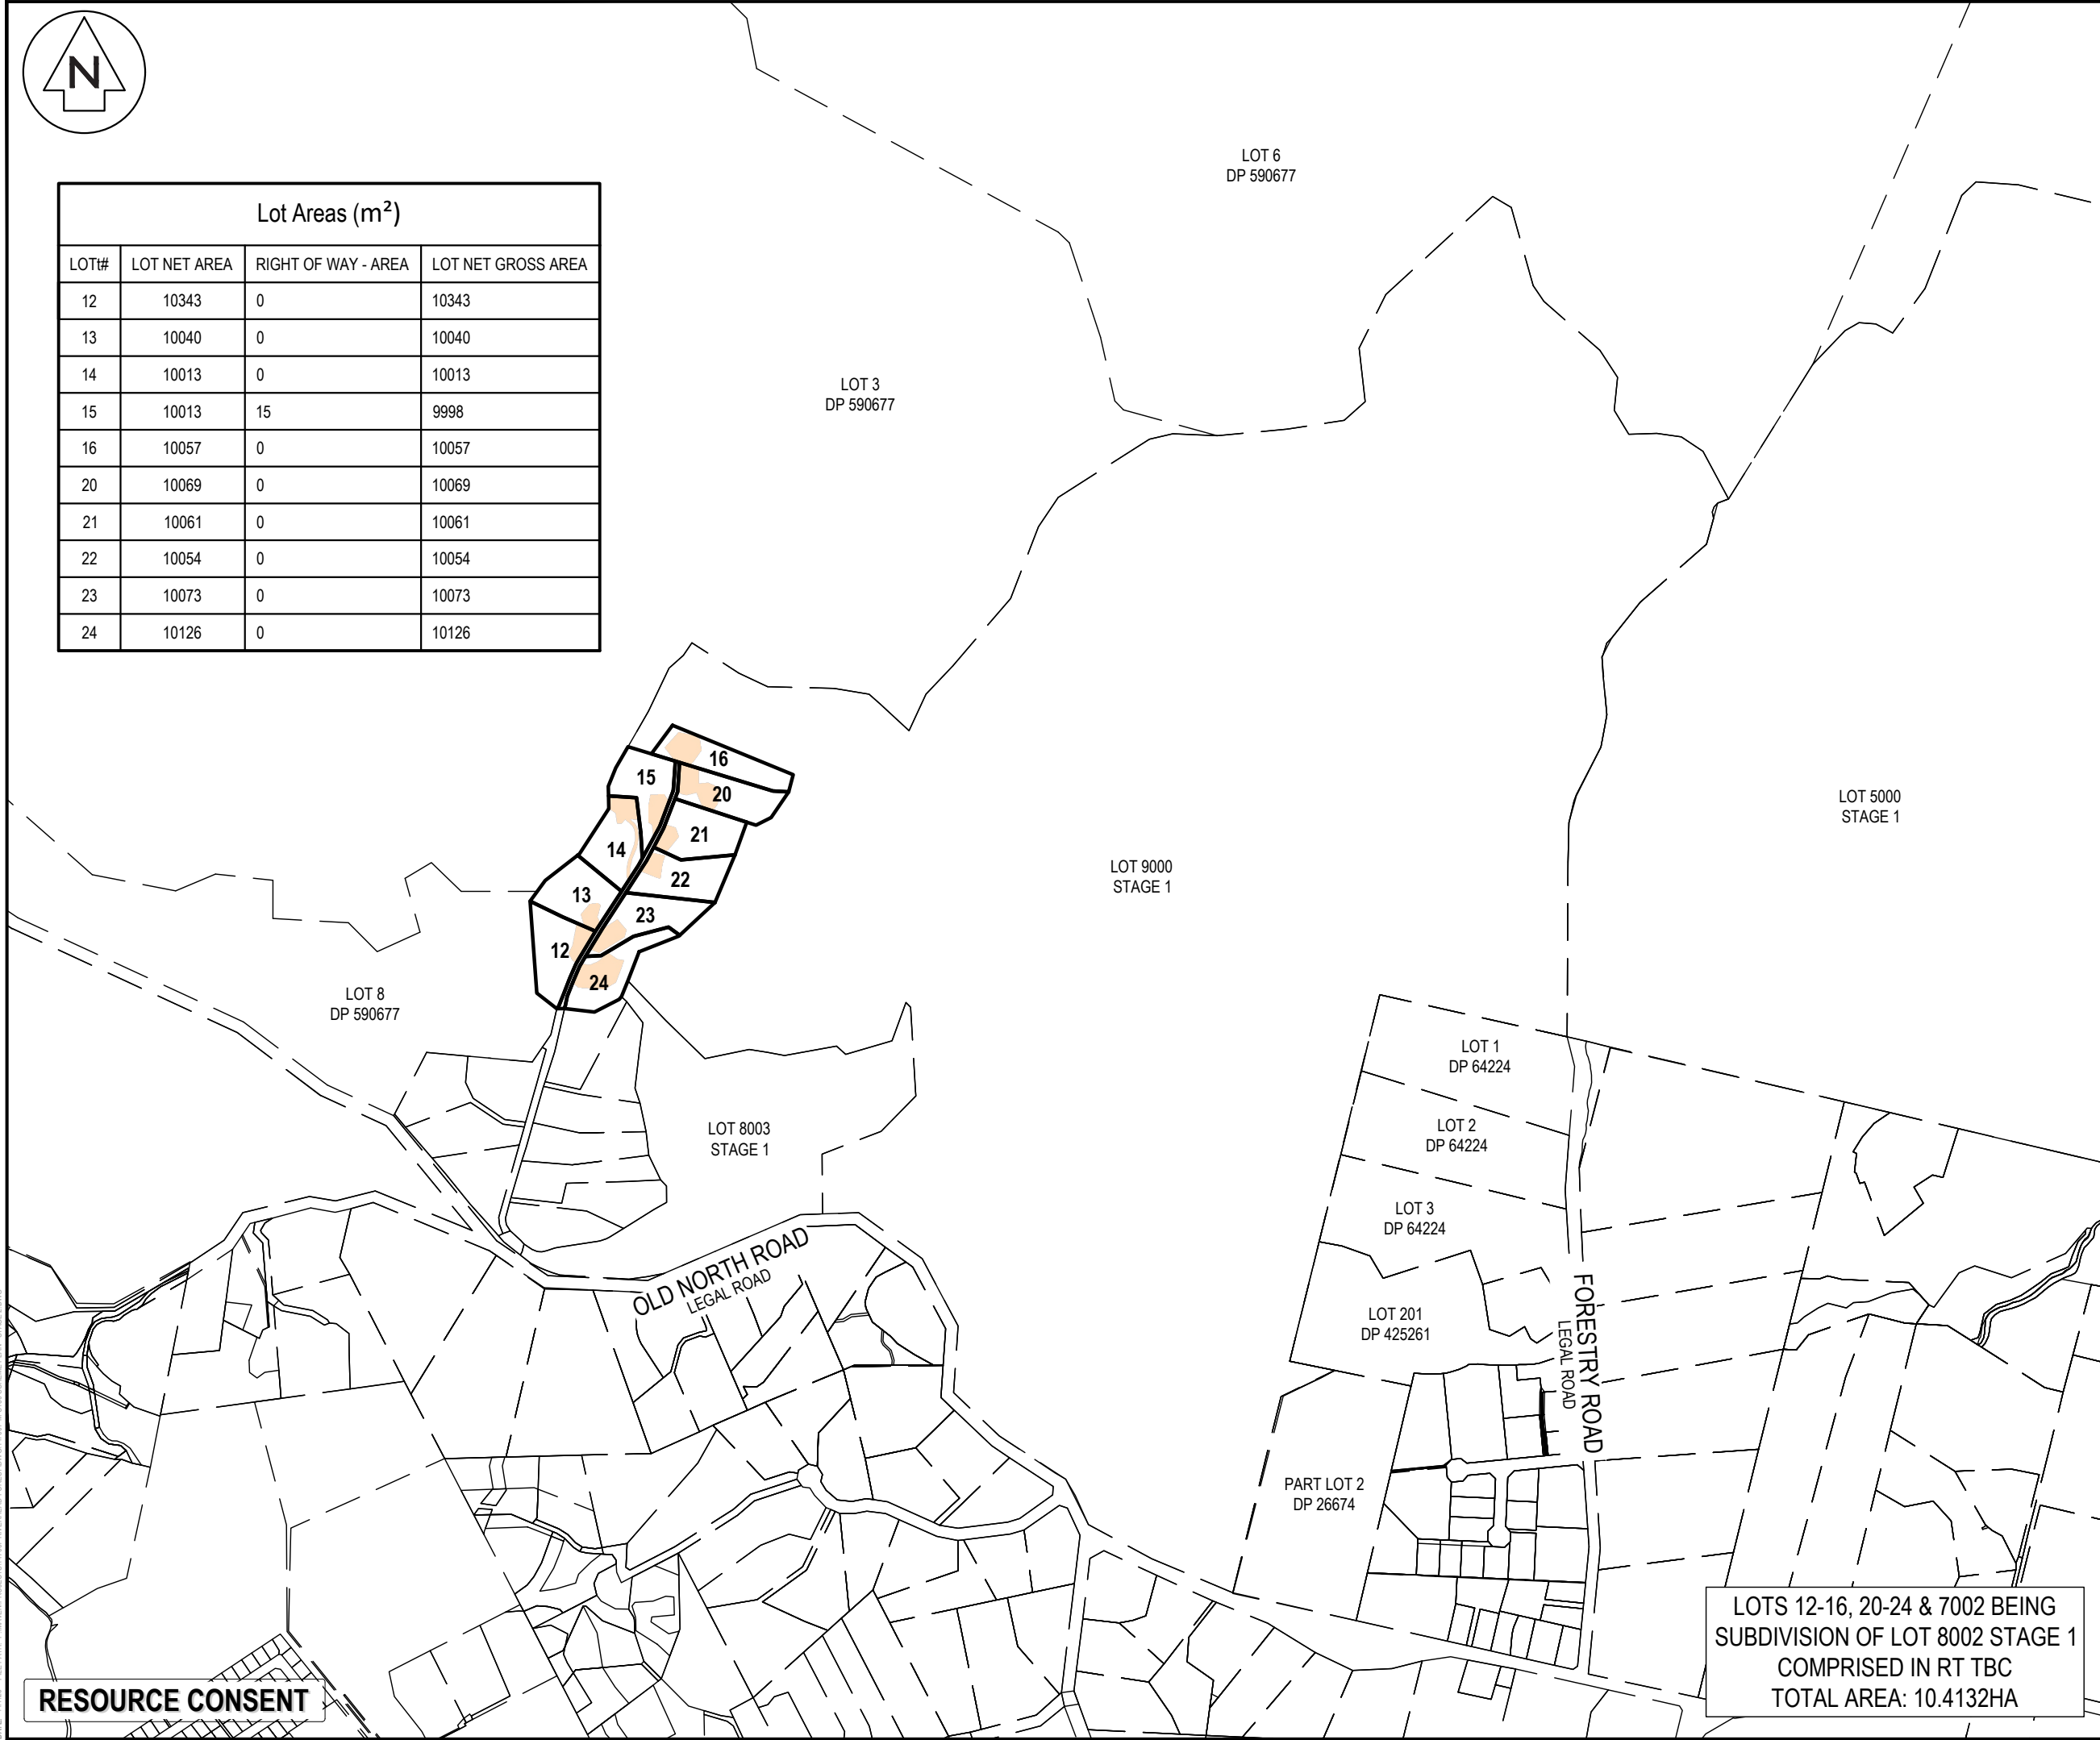 N
Lot Areas (m²)
LOTt# LOT NET AREA RIGHT OF WAY - AREA LOT NET GROSS AREA
12 10343 0 10343
13 10040 0 10040
14 10013 0 10013
15 10013 15 9998
16 10057 0 10057
20 10069 0 10069
21 10061 0 10061
22 10054 0 10054
23 10073 0 10073
24 10126 0 10126
LOT 6
DP 590677
LOT 3
DP 590677
16
15
20
21
14
22
13
23
12
24
LOT 5000
STAGE 1
LOT 9000
STAGE 1
LOT 8
DP 590677
LOT 1
DP 64224
LOT 8003
STAGE 1
LOT 2
DP 64224
LOT 3
DP 64224
OLD NORTH ROAD
LEGAL ROAD
LOT 201
DP 425261
FORESTRY ROAD
LEGAL ROAD
PART LOT 2
DP 26674
LOTS 12-16, 20-24 & 7002 BEING
SUBDIVISION OF LOT 8002 STAGE 1
COMPRISED IN RT TBC
TOTAL AREA: 10.4132HA
RESOURCE CONSENT